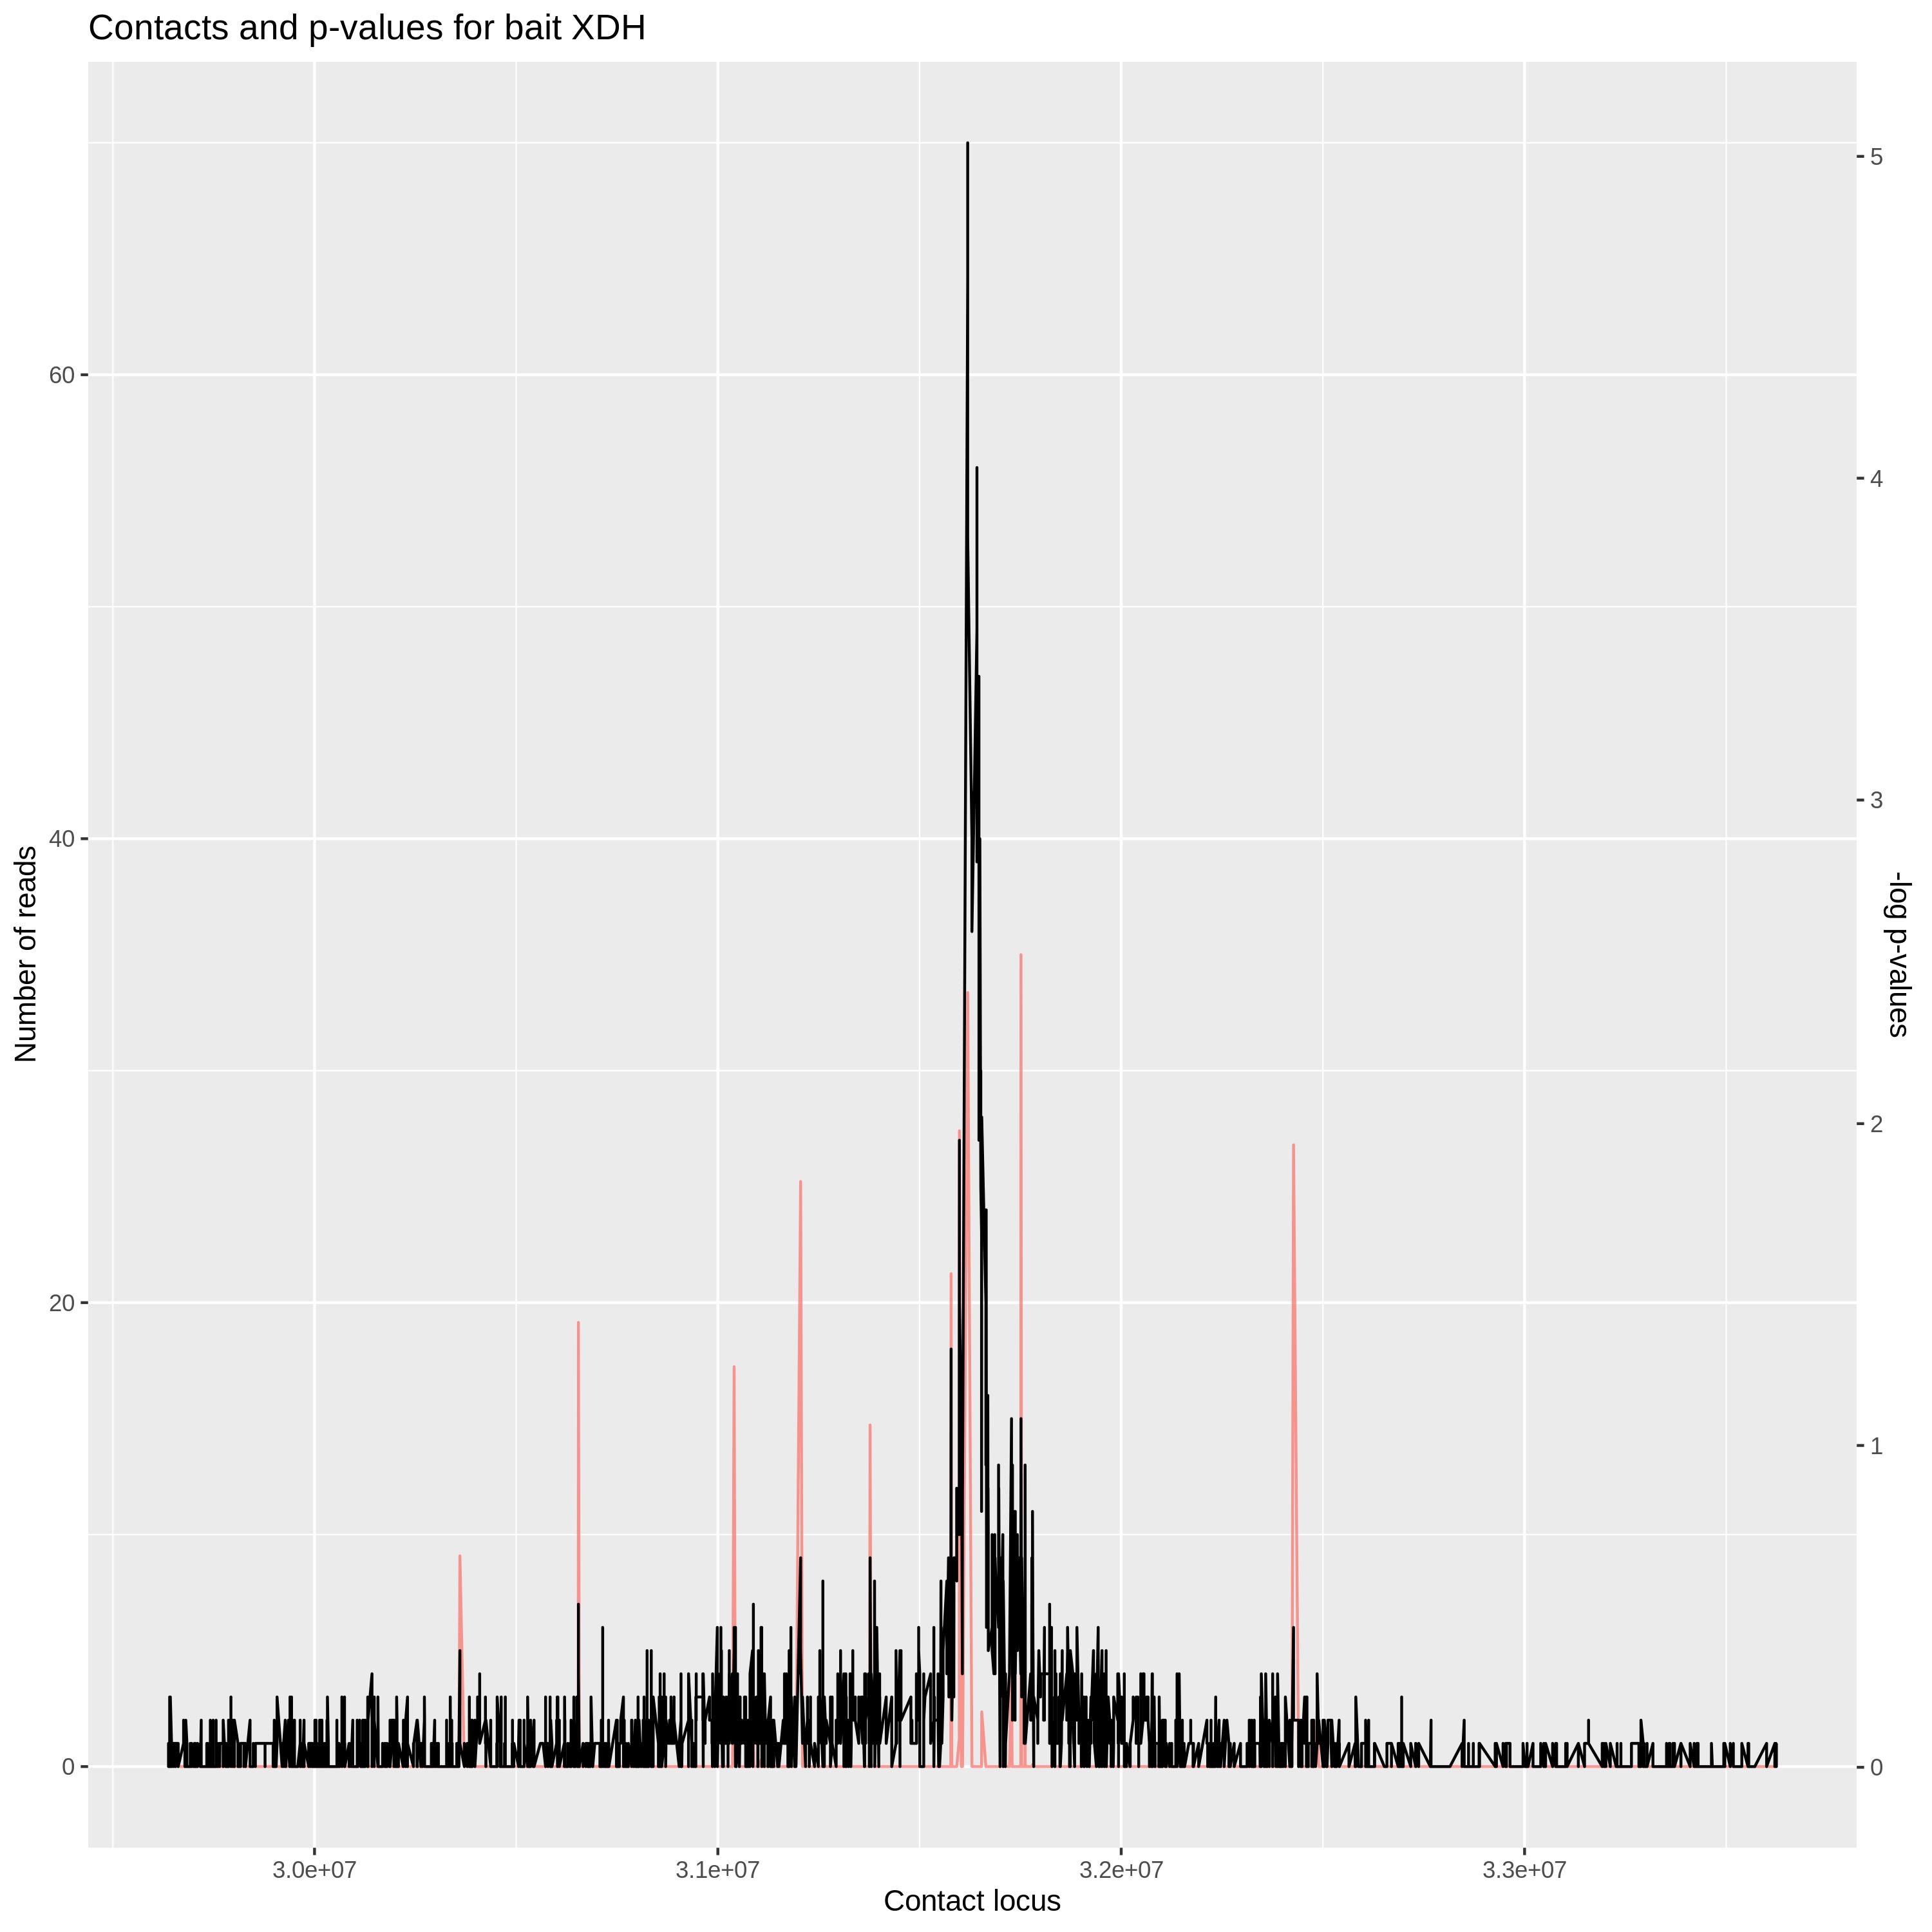 Contacts and p-values for bait XDH
Number of reads
60
40
20
0
5
4
3
2
1
0
-log p-values
3.0e+07
3.1e+07
3.2e+07
3.3e+07
Contact locus